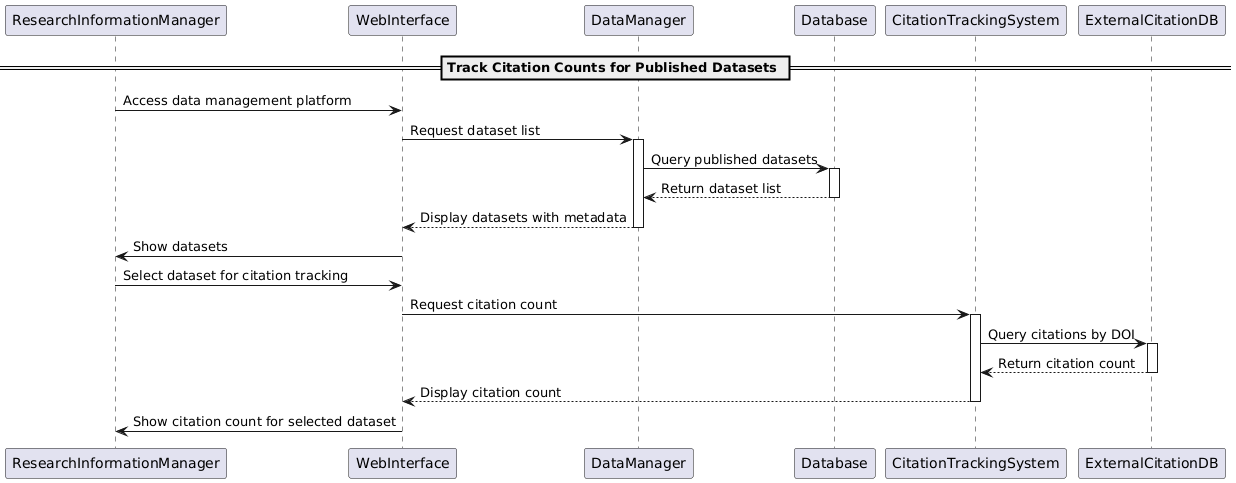 ResearchInformationManager WebInterface DataManager Database CitationTrackingSystem ExternalCitationDB
Track Citation Counts for Published Datasets
Access data management platform
Request dataset list
Query published datasets
Return dataset list
Display datasets with metadata
Show datasets
Select dataset for citation tracking
Request citation count
Query citations by DOI
Return citation count
Display citation count
Show citation count for selected dataset
ResearchInformationManager WebInterface DataManager Database CitationTrackingSystem ExternalCitationDB